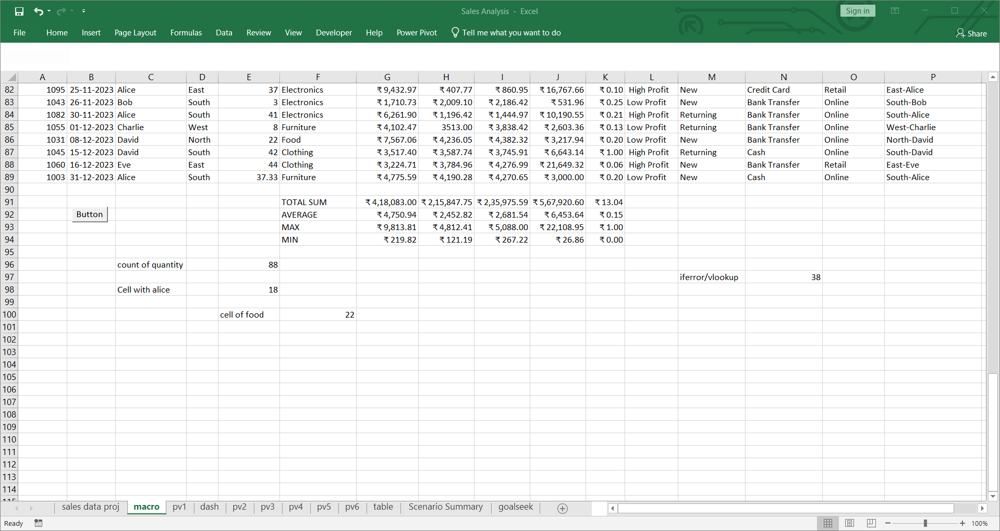 Sales Analysis - Excel
Sign in
File Home Insert Page Layout Formulas Data Review View Developer Help Power Pivot Tell me what you want to do Share
A B C D E F G H I J K L M N O P
82 1095 25-11-2023 Alice East 37 Electronics ₹ 9,432.97 ₹ 407.77 ₹ 860.95 ₹ 16,767.66 ₹ 0.10 High Profit New Credit Card Retail East-Alice
83 1043 26-11-2023 Bob South 3 Electronics ₹ 1,710.73 ₹ 2,009.10 ₹ 2,186.42 ₹ 531.96 ₹ 0.25 Low Profit New Bank Transfer Online South-Bob
84 1082 30-11-2023 Alice South 41 Electronics ₹ 6,261.90 ₹ 1,196.42 ₹ 1,444.97 ₹ 10,190.55 ₹ 0.21 High Profit Returning Bank Transfer Online South-Alice
85 1055 01-12-2023 Charlie West 8 Furniture ₹ 4,102.47 3513.00 ₹ 3,838.42 ₹ 2,603.36 ₹ 0.13 Low Profit Returning Bank Transfer Online West-Charlie
86 1031 08-12-2023 David North 22 Food ₹ 7,567.06 ₹ 4,236.05 ₹ 4,382.32 ₹ 3,217.94 ₹ 0.20 Low Profit New Bank Transfer Online North-David
87 1045 15-12-2023 David South 42 Clothing ₹ 3,517.40 ₹ 3,587.74 ₹ 3,745.91 ₹ 6,643.14 ₹ 1.00 High Profit Returning Cash Online South-David
88 1060 16-12-2023 Eve East 44 Clothing ₹ 3,224.71 ₹ 3,784.96 ₹ 4,276.99 ₹ 21,649.32 ₹ 0.06 High Profit New Bank Transfer Retail East-Eve
89 1003 31-12-2023 Alice South 37.33 Furniture ₹ 4,775.59 ₹ 4,190.28 ₹ 4,270.65 ₹ 3,000.00 ₹ 0.20 Low Profit New Cash Online South-Alice
90
91 TOTAL SUM ₹ 4,18,083.00 ₹ 2,15,847.75 ₹ 2,35,975.59 ₹ 5,67,920.60 ₹ 13.04
92 Button AVERAGE ₹ 4,750.94 ₹ 2,452.82 ₹ 2,681.54 ₹ 6,453.64 ₹ 0.15
93 MAX ₹ 9,813.81 ₹ 4,812.41 ₹ 5,088.00 ₹ 22,108.95 ₹ 1.00
94 MIN ₹ 219.82 ₹ 121.19 ₹ 267.22 ₹ 26.86 ₹ 0.00
95
96 count of quantity 88
97 iferror/vlookup 38
98 Cell with alice 18
99
100 cell of food 22
101
102
103
104
105
106
107
108
109
110
111
112
113
114
115
sales data proj macro pv1 dash pv2 pv3 pv4 pv5 pv6 table Scenario Summary goalseek
Ready 100%